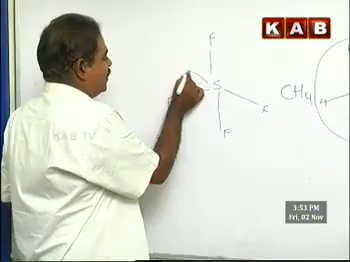 KAB
F
S
F
CH4
KAB TV
3:53 PM
Fri, 02 Nov